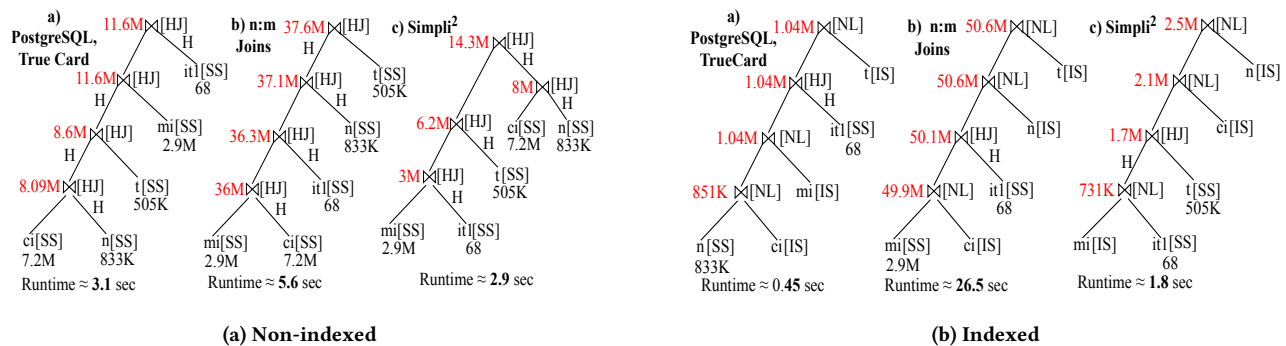 a)
PostgreSQL,
True Card
11.6M ⋈[HJ]
H
11.6M ⋈[HJ]
it1[SS]
68
H
8.6M ⋈[HJ]
mi[SS]
2.9M
H
8.09M ⋈[HJ]
t[SS]
505K
H
ci[SS]
7.2M
n[SS]
833K
Runtime ≈ 3.1 sec
b) n:m
Joins
37.6M ⋈[HJ]
H
t[SS]
505K
37.1M ⋈[HJ]
H
n[SS]
833K
36.3M ⋈[HJ]
H
it1[SS]
68
36M ⋈[HJ]
H
mi[SS]
2.9M
ci[SS]
7.2M
Runtime ≈ 5.6 sec
c) Simpli²
14.3M ⋈[HJ]
H
8M ⋈[HJ]
H
ci[SS]
7.2M
n[SS]
833K
6.2M ⋈[HJ]
t[SS]
505K
3M ⋈[HJ]
H
mi[SS]
2.9M
it1[SS]
68
Runtime ≈ 2.9 sec
(a) Non-indexed
a)
PostgreSQL,
TrueCard
1.04M ⋈[NL]
t[IS]
1.04M ⋈[HJ]
H
it1[SS]
68
1.04M ⋈[NL]
mi[IS]
851K ⋈[NL]
n[SS]
833K
ci[IS]
Runtime ≈ 0.45 sec
b) n:m
Joins
50.6M ⋈[NL]
t[IS]
50.6M ⋈[NL]
n[IS]
50.1M ⋈[HJ]
H
it1[SS]
68
49.9M ⋈[NL]
mi[SS]
2.9M
ci[IS]
Runtime ≈ 26.5 sec
c) Simpli²
2.5M ⋈[NL]
n[IS]
2.1M ⋈[NL]
ci[IS]
1.7M ⋈[HJ]
H
t[SS]
505K
731K ⋈[NL]
mi[IS]
it1[SS]
68
Runtime ≈ 1.8 sec
(b) Indexed